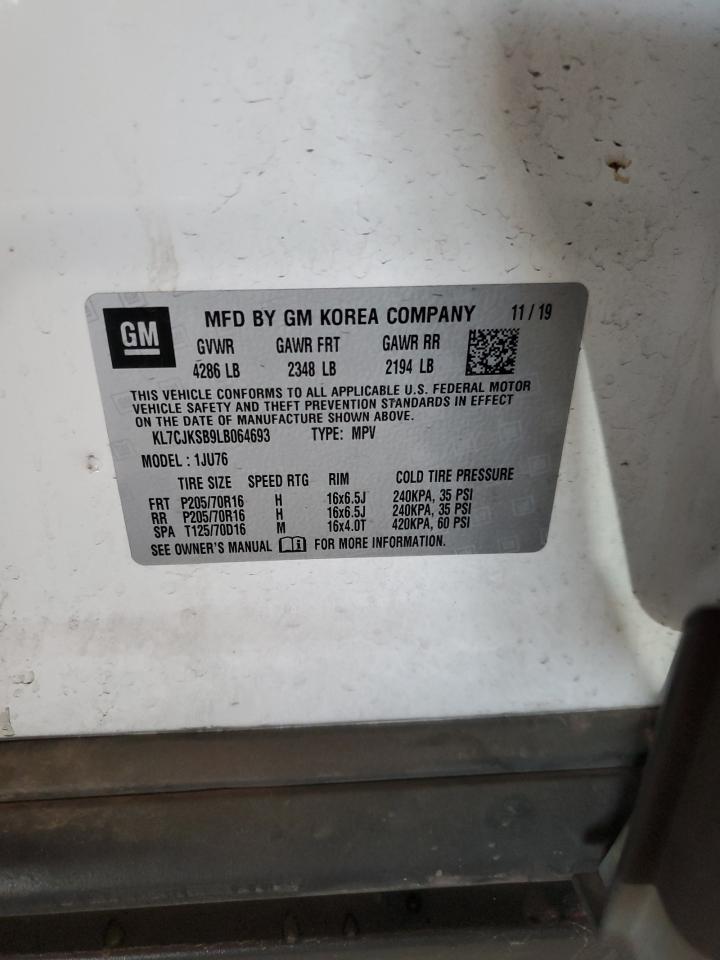 GM
MFD BY GM KOREA COMPANY 11 / 19
GVWR GAWR FRT GAWR RR
4286 LB 2348 LB 2194 LB
THIS VEHICLE CONFORMS TO ALL APPLICABLE U.S. FEDERAL MOTOR
VEHICLE SAFETY AND THEFT PREVENTION STANDARDS IN EFFECT
ON THE DATE OF MANUFACTURE SHOWN ABOVE.
KL7CJKSB9LB064693 TYPE: MPV
MODEL : 1JU76
TIRE SIZE SPEED RTG RIM COLD TIRE PRESSURE
FRT P205/70R16 H 16x6.5J 240KPA, 35 PSI
RR P205/70R16 H 16x6.5J 240KPA, 35 PSI
SPA T125/70D16 M 16x4.0T 420KPA, 60 PSI
SEE OWNER'S MANUAL FOR MORE INFORMATION.